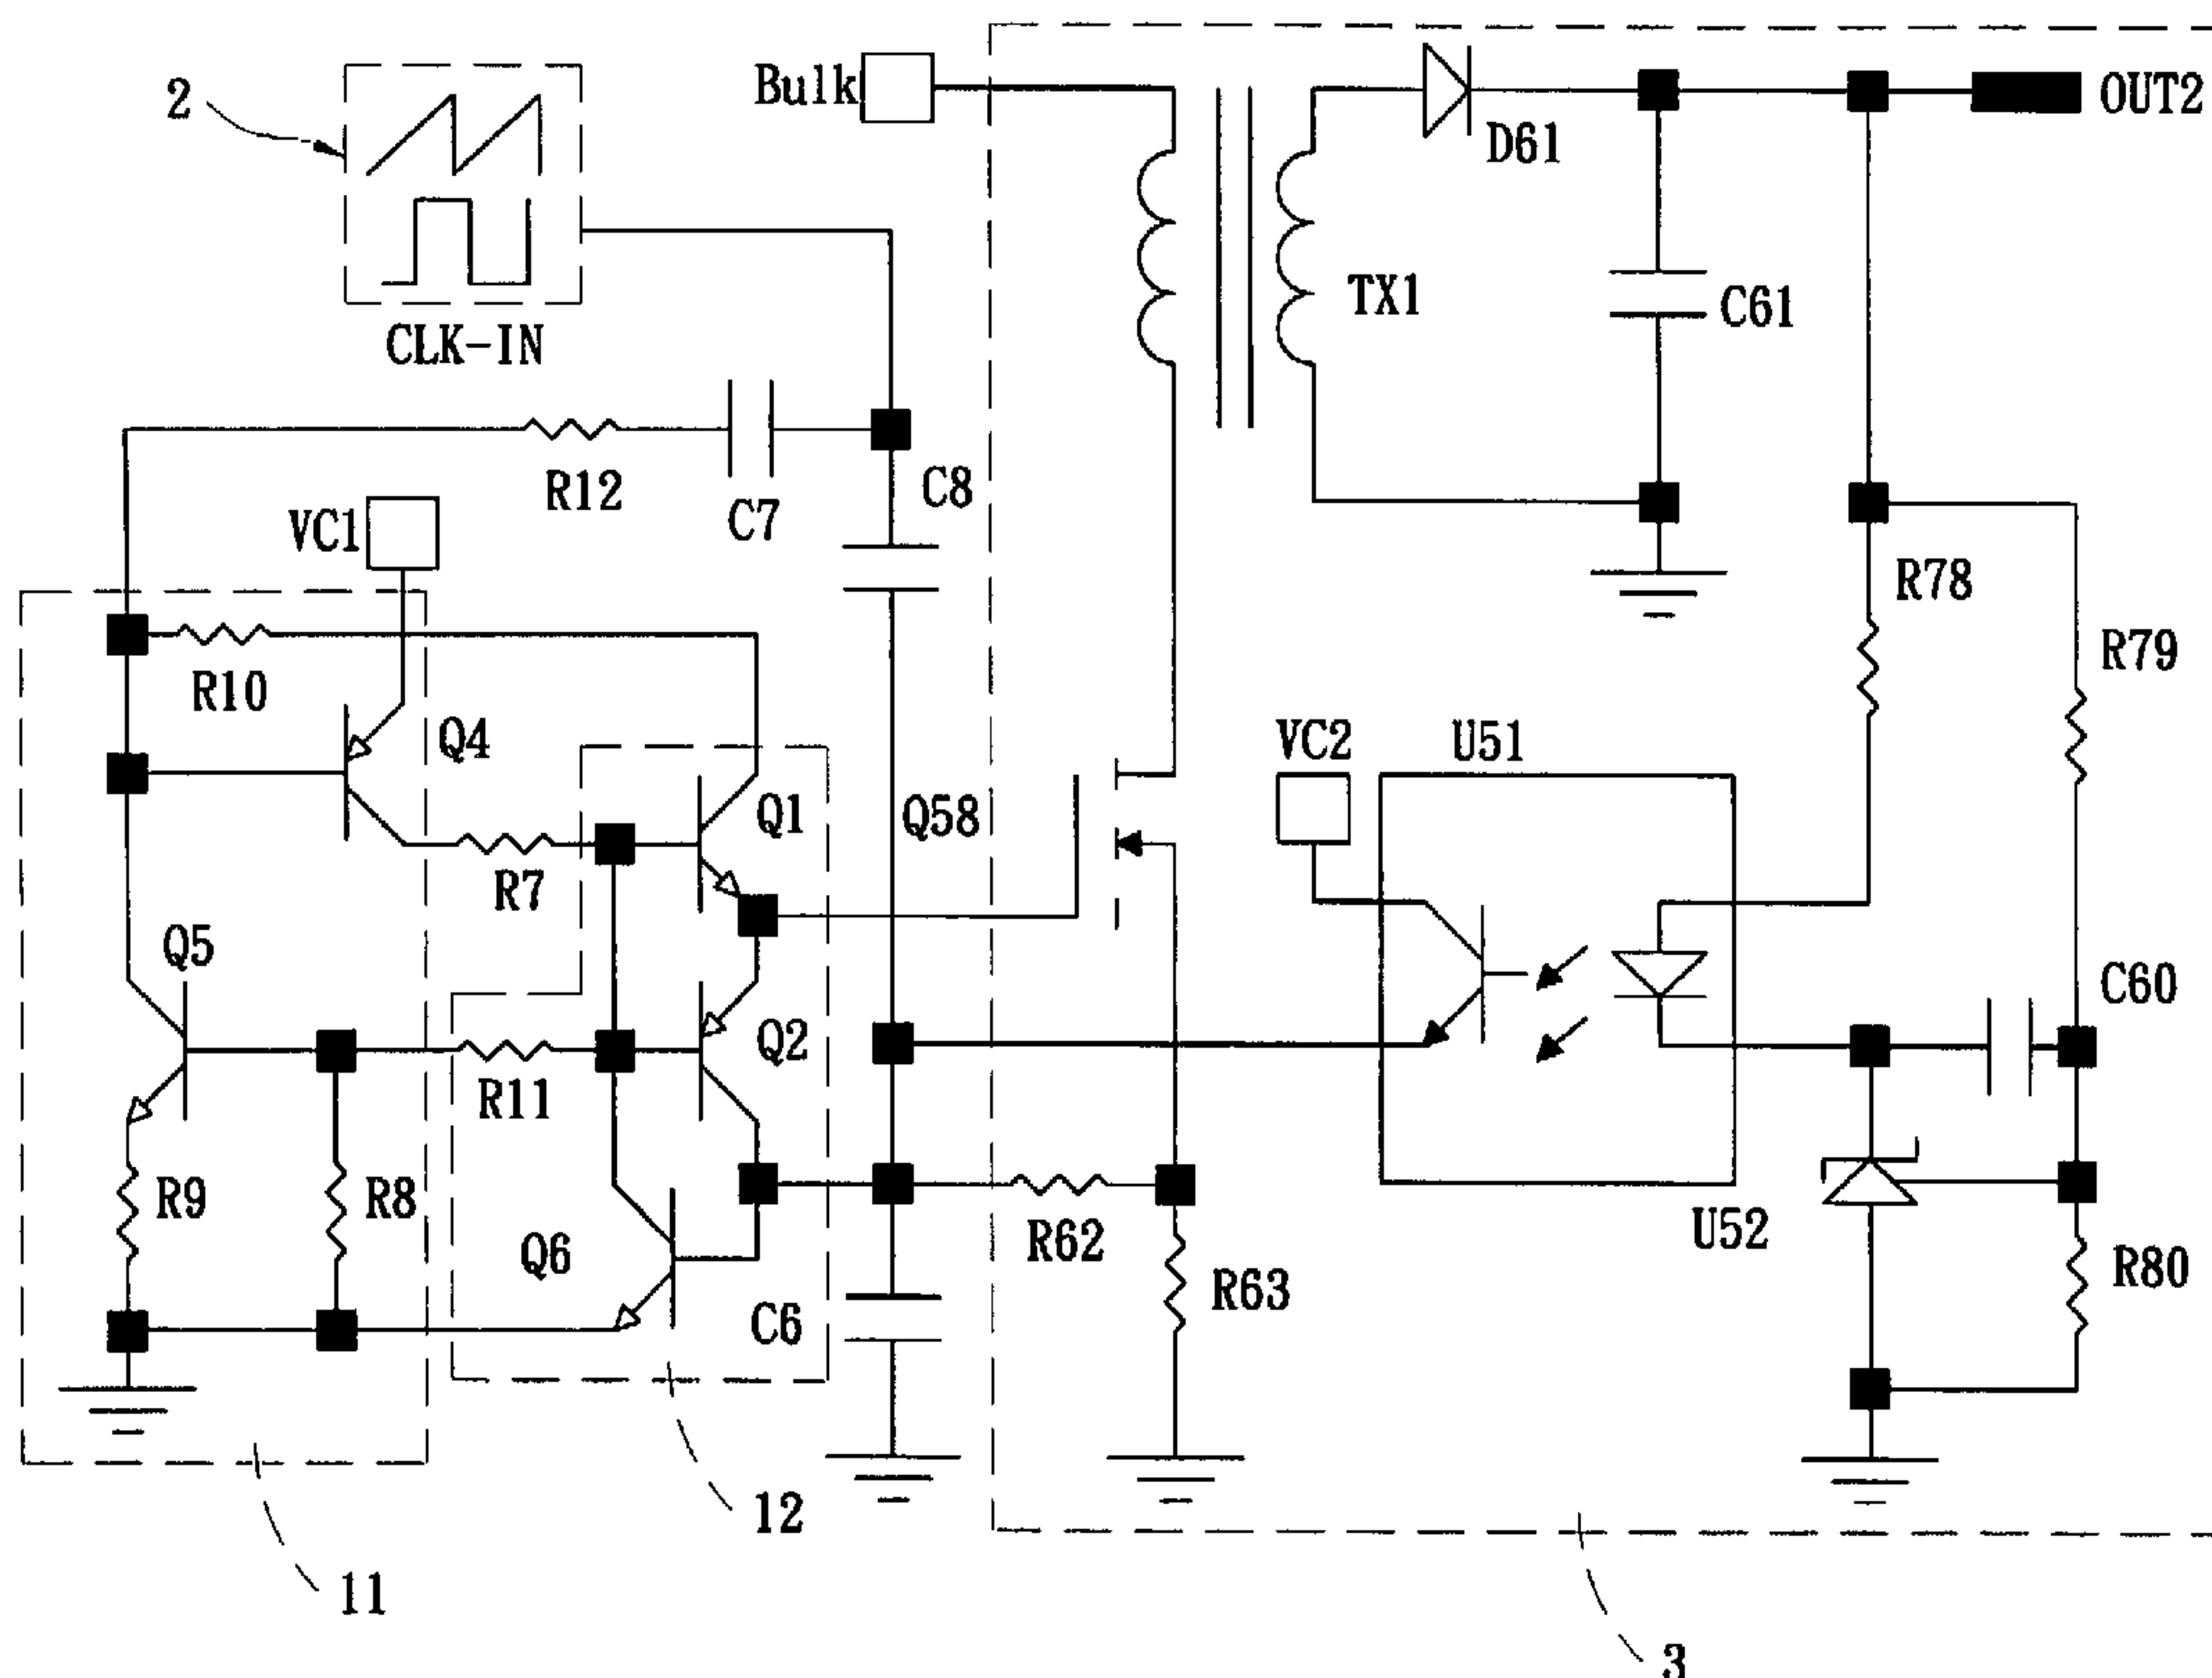 2
Bulk
OUT2
D61
TX1
C61
CLK-IN
R12
C7
C8
VC1
R78
R79
R10
Q4
VC2
U51
Q1
Q58
R7
Q5
C60
Q2
R11
R9
R8
Q6
C6
R62
R63
U52
R80
12
11
3